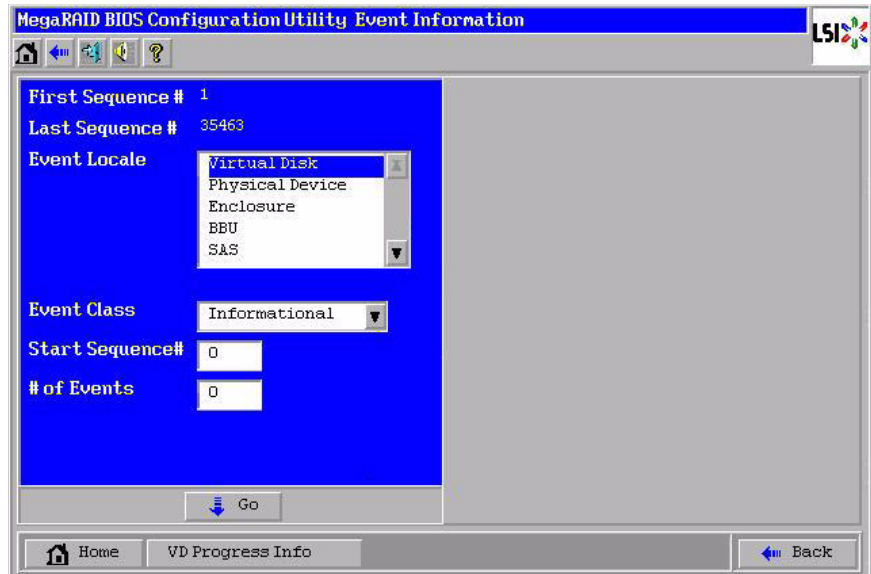 MegaRAID BIOS Configuration Utility Event Information
LSI
?
First Sequence # 1
Last Sequence # 35463
Event Locale
Virtual Disk
Physical Device
Enclosure
BBU
SAS
Event Class Informational
Start Sequence# 0
# of Events 0
Go
Home VD Progress Info Back